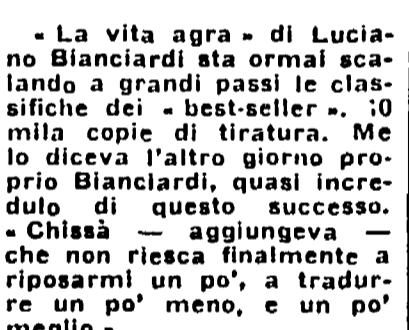 « La vita agra » di Lucia-
no Bianciardi sta ormai sca-
lando a grandi passi le clas-
sifiche dei « best-seller ». 
mila copie di tiratura. Me
lo diceva l'altro giorno pro-
prio Bianciardi, quasi incre-
dulo di questo successo.
« Chissà — aggiungeva —
che non riesca finalmente a
riposarmi un po', a tradur-
re un po' meno, e un po'
meglio »